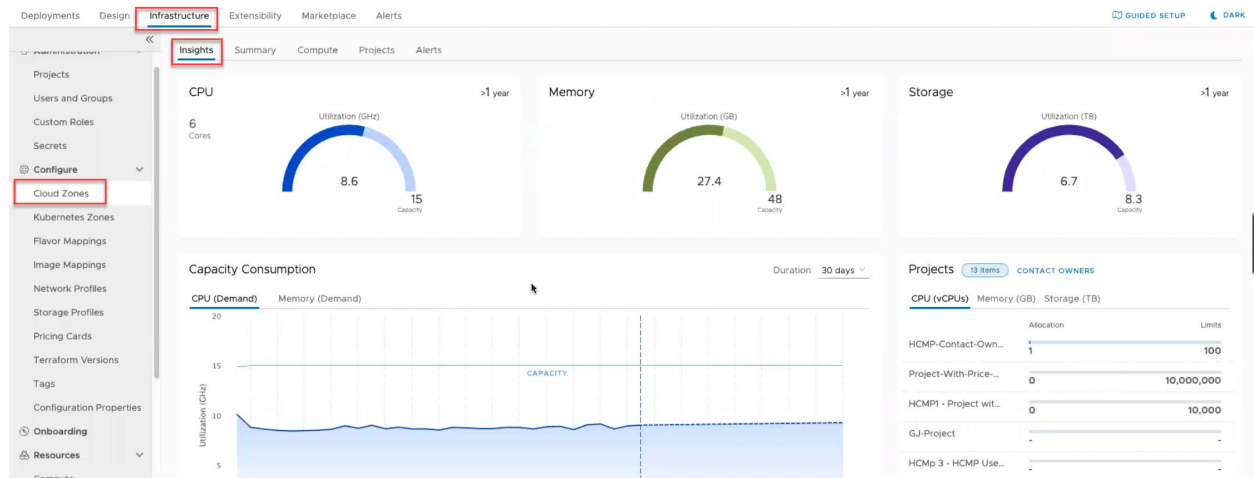 Deployments Design Infrastructure Extensibility Marketplace Alerts GUIDED SETUP DARK
Administration
Projects
Users and Groups
Custom Roles
Secrets
Configure
Cloud Zones
Kubernetes Zones
Flavor Mappings
Image Mappings
Network Profiles
Storage Profiles
Pricing Cards
Terraform Versions
Tags
Configuration Properties
Onboarding
Resources
Compute
Insights Summary Compute Projects Alerts
CPU >1 year
6
Cores
Utilization (GHz)
8.6
15
Capacity
Memory >1 year
Utilization (GB)
27.4
48
Capacity
Storage >1 year
Utilization (TB)
6.7
8.3
Capacity
Capacity Consumption Duration 30 days
CPU (Demand) Memory (Demand)
20
15
CAPACITY
10
5
Utilization (GHz)
Projects 13 items CONTACT OWNERS
CPU (vCPUs) Memory (GB) Storage (TB)
Allocation Limits
HCMP-Contact-Own... 1 100
Project-With-Price-... 0 10,000,000
HCMP1 - Project wit... 0 10,000
GJ-Project - -
HCMp 3 - HCMP Use... - -